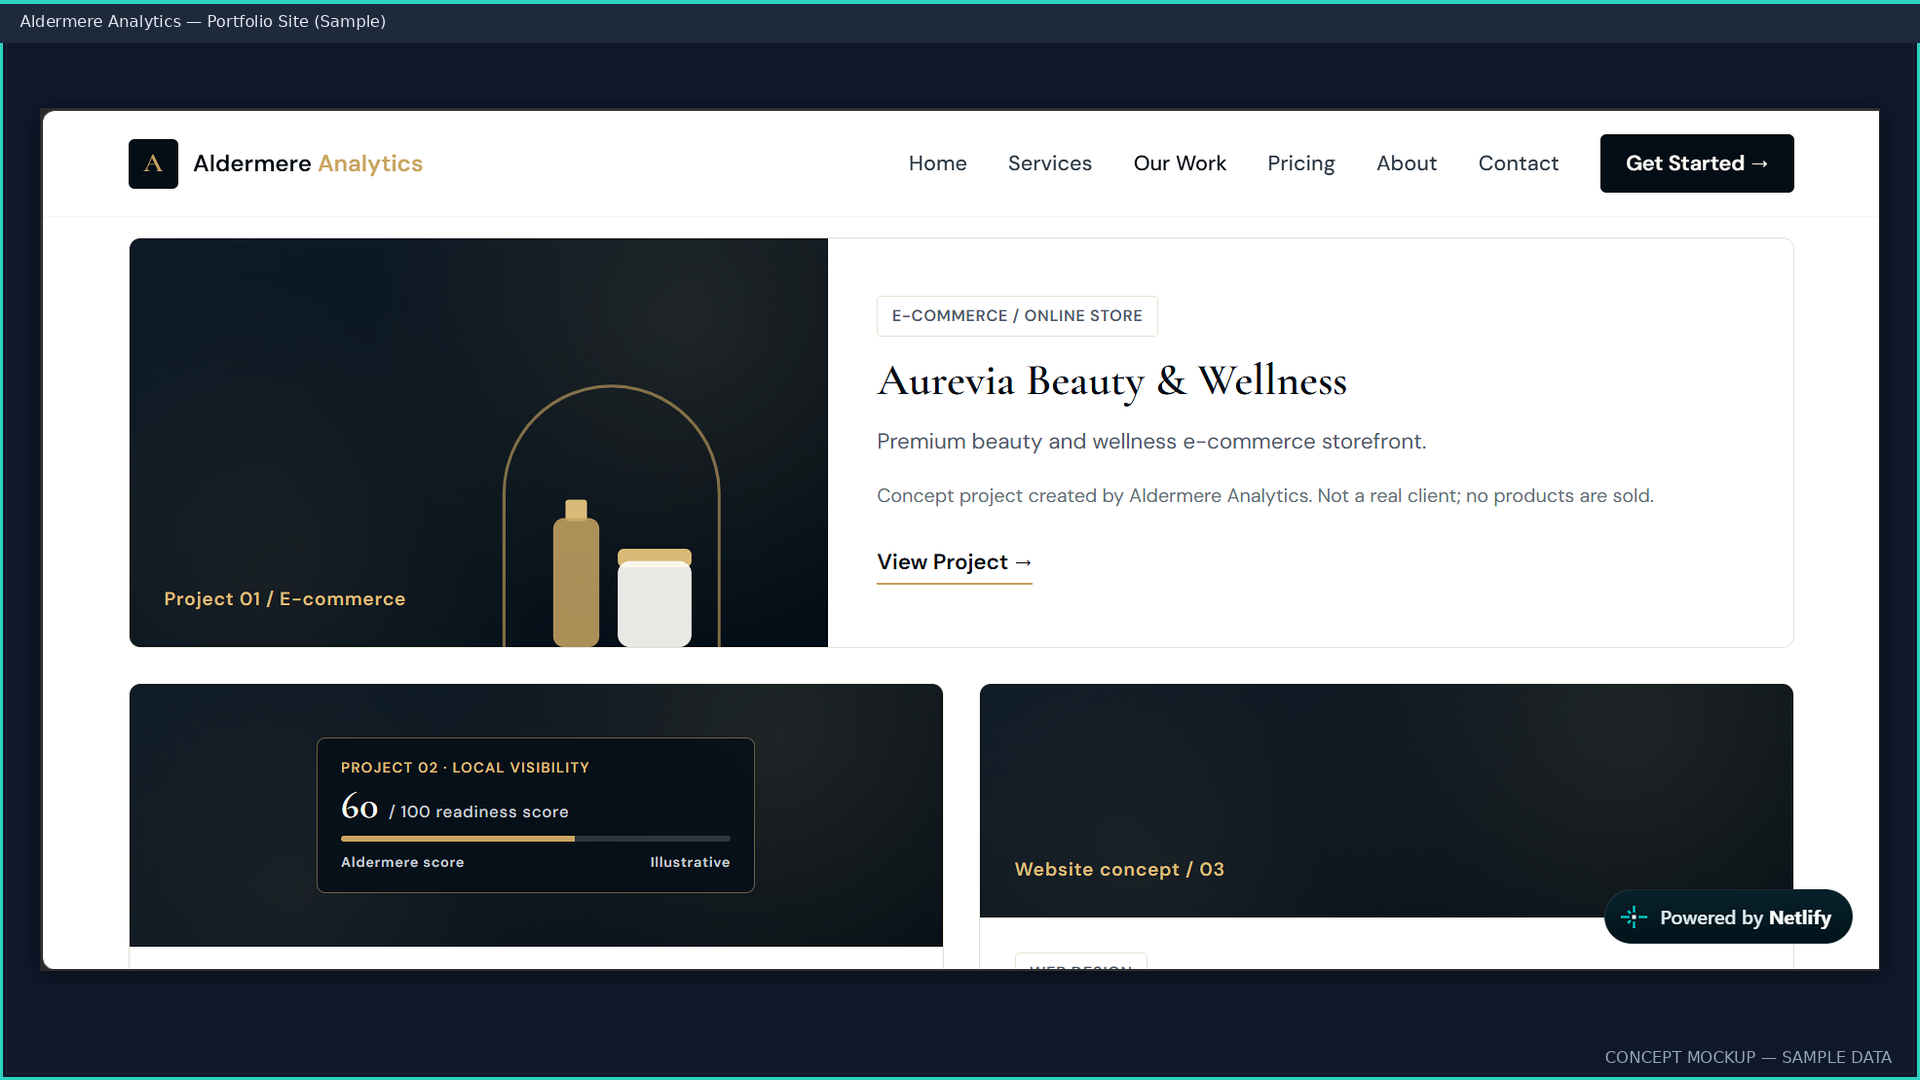 Aldermere Analytics — Portfolio Site (Sample)
A
Aldermere Analytics
Home
Services
Our Work
Pricing
About
Contact
Get Started →
Project 01 / E-commerce
E-COMMERCE / ONLINE STORE
Aurevia Beauty & Wellness
Premium beauty and wellness e-commerce storefront.
Concept project created by Aldermere Analytics. Not a real client; no products are sold.
View Project →
PROJECT 02 · LOCAL VISIBILITY
60 / 100 readiness score
Aldermere score
Illustrative
Website concept / 03
WEB DESIGN
Powered by Netlify
CONCEPT MOCKUP — SAMPLE DATA